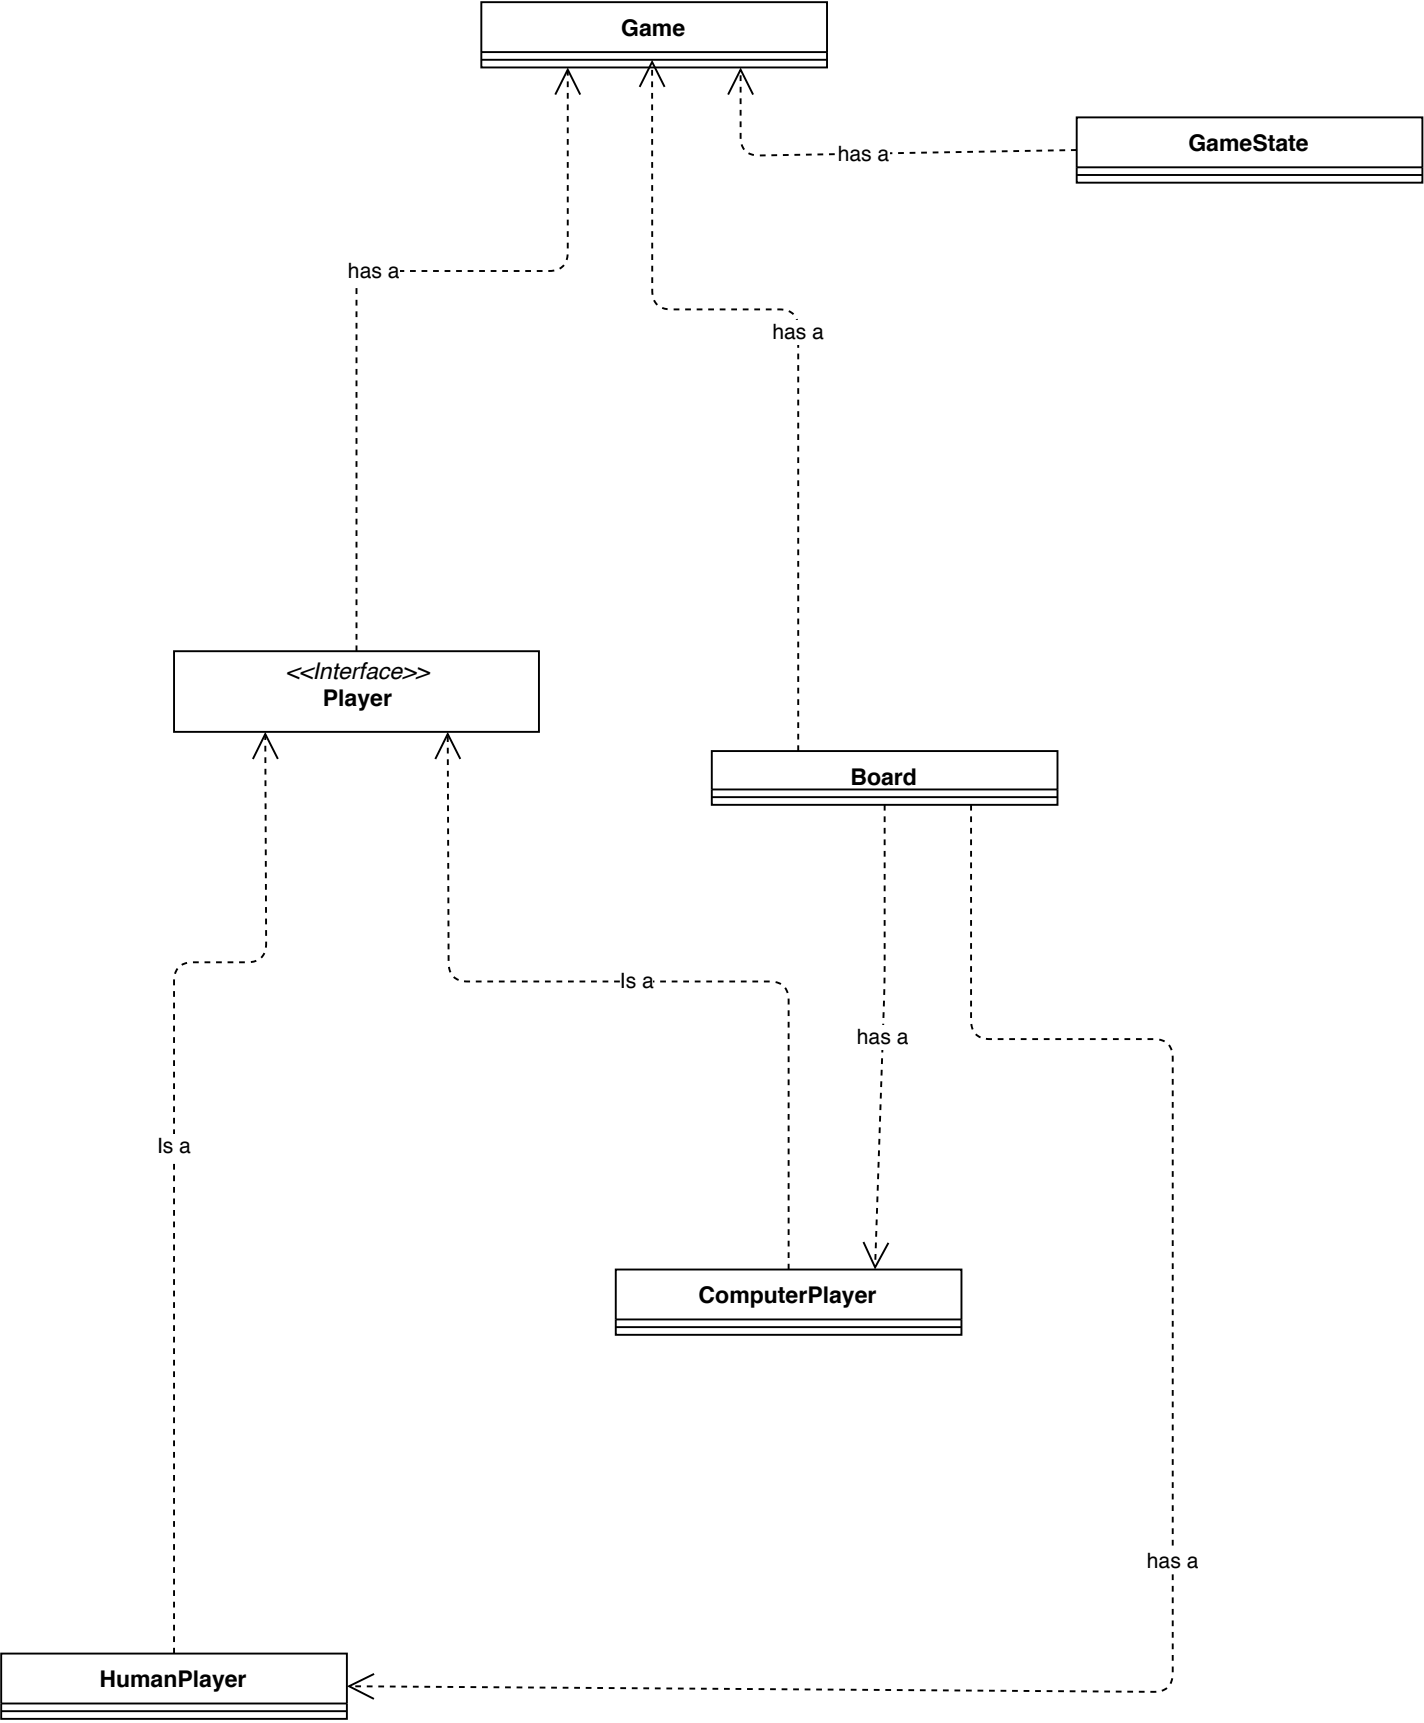 Game
GameState
has a
has a
has a
<<Interface>>
Player
Board
Is a
has a
Is a
ComputerPlayer
has a
HumanPlayer